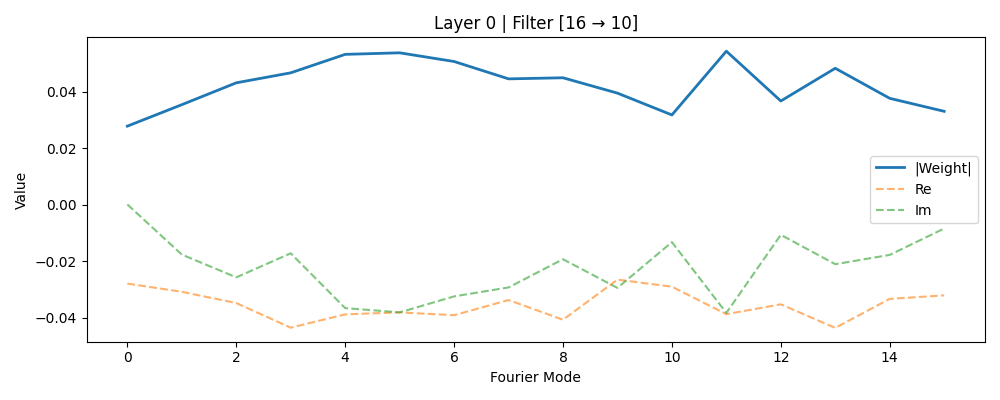 Layer 0 | Filter [16 → 10]
Value
0.04
0.02
0.00
−0.02
−0.04
|Weight|
Re
Im
0 2 4 6 8 10 12 14
Fourier Mode